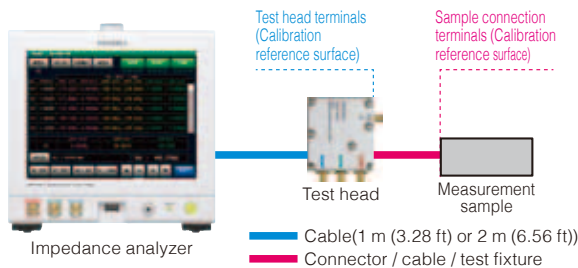 Test head terminals
(Calibration
reference surface)
Sample connection
terminals (Calibration
reference surface)
Test head
Measurement
sample
Impedance analyzer
Cable(1 m (3.28 ft) or 2 m (6.56 ft))
Connector / cable / test fixture